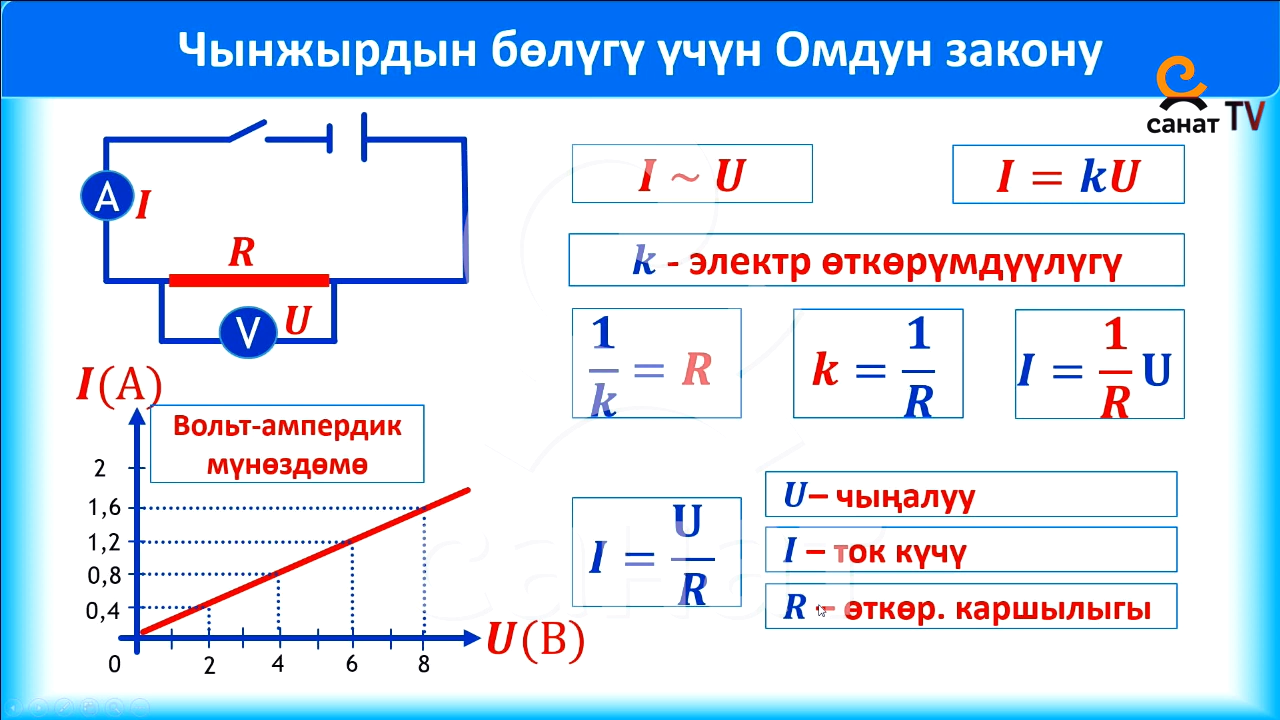 Чынжырдын бөлүгү үчүн Омдун закону
санат TV
A I
R
V U
I ~ U
I = kU
k - электр өткөрүмдүүлүгү
1/k = R
k = 1/R
I = 1/R U
I(A)
Вольт-ампердик
мүнөздөмө
2
1,6
1,2
0,8
0,4
0 2 4 6 8
U(B)
I = U/R
U– чыңалуу
I – ток күчү
R – өткөр. каршылыгы
санат